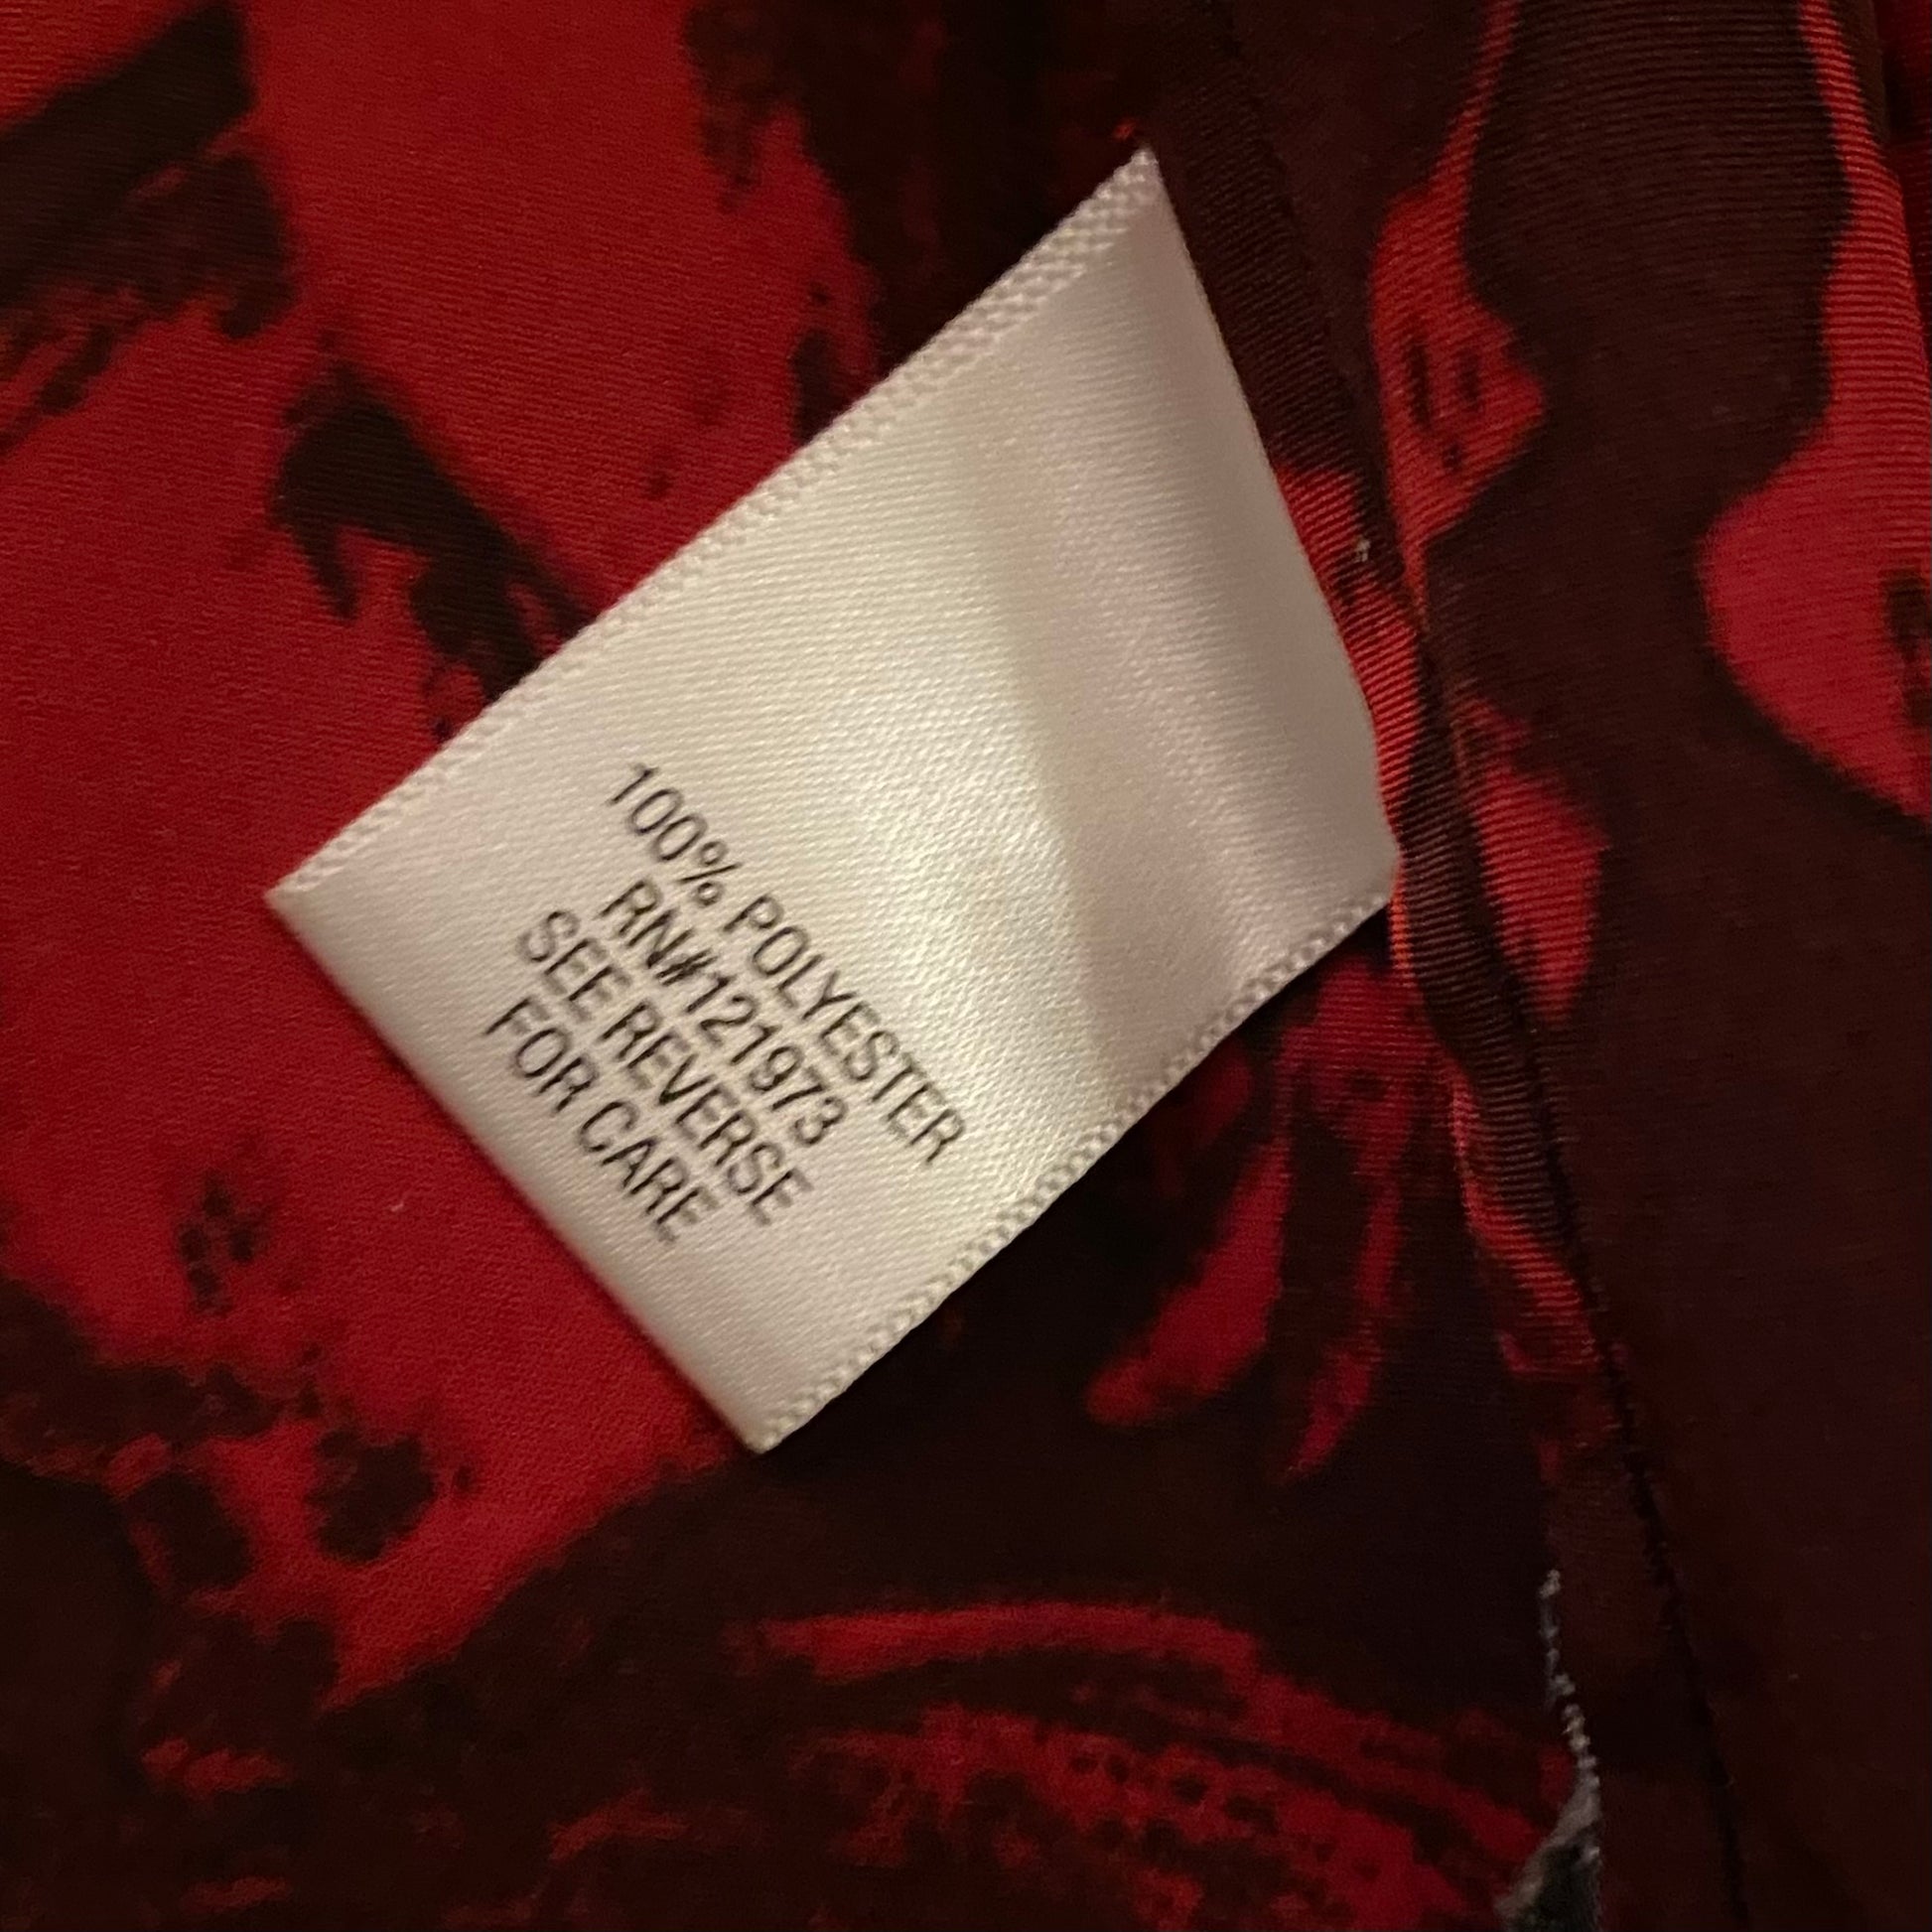 100% POLYESTER
RN#121973
SEE REVERSE
FOR CARE